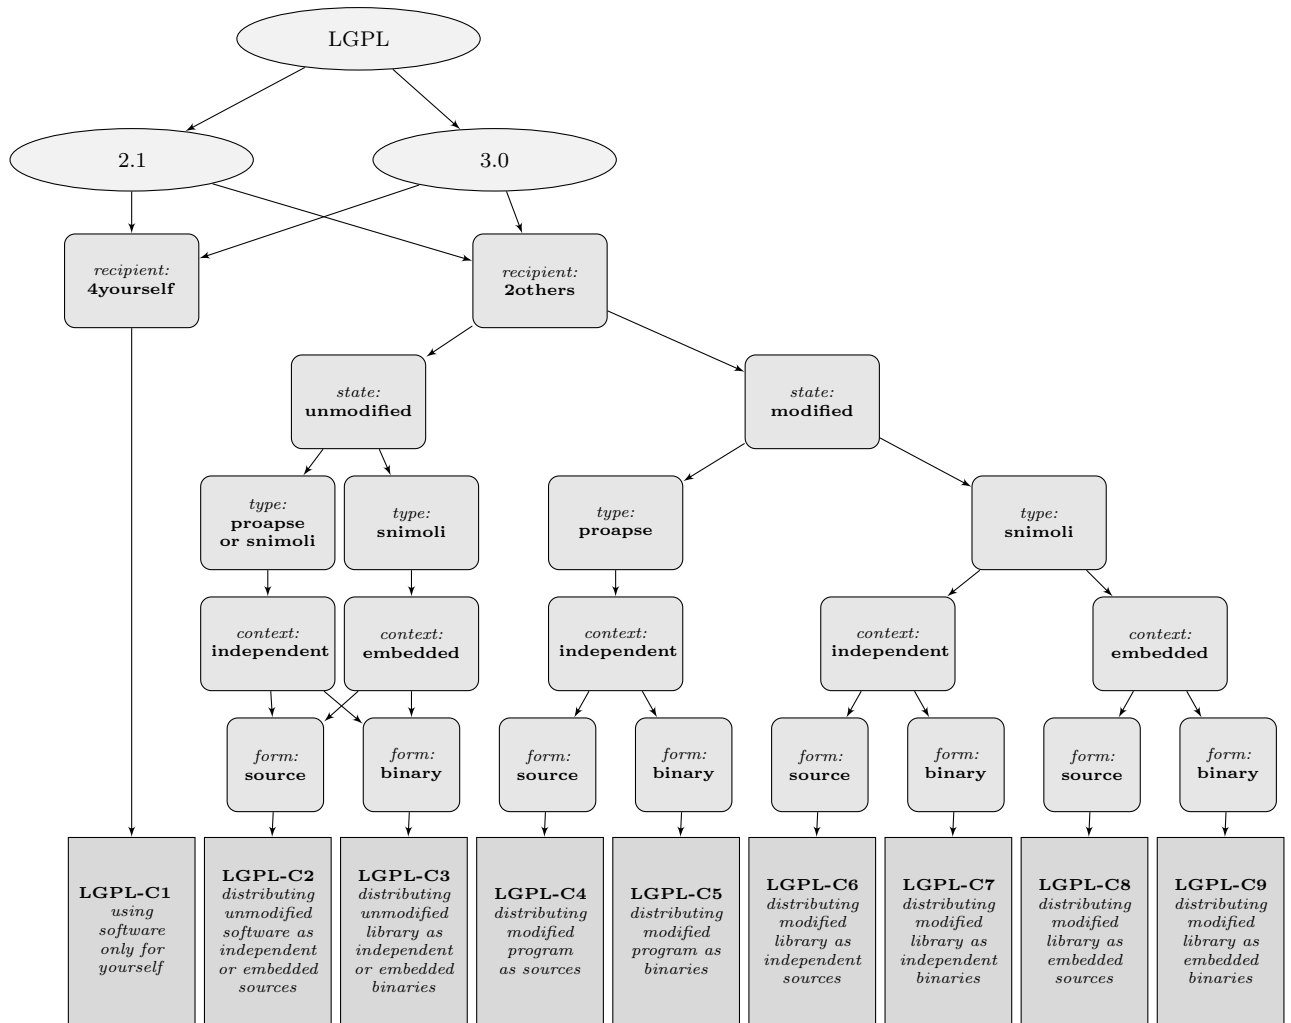 LGPL
2.1
3.0
recipient:
4yourself
recipient:
2others
state:
unmodified
state:
modified
type:
proapse
or snimoli
type:
snimoli
type:
proapse
type:
snimoli
context:
independent
context:
embedded
context:
independent
context:
independent
context:
embedded
form:
source
form:
binary
form:
source
form:
binary
form:
source
form:
binary
form:
source
form:
binary
LGPL-C1
using
software
only for
yourself
LGPL-C2
distributing
unmodified
software as
independent
or embedded
sources
LGPL-C3
distributing
unmodified
library as
independent
or embedded
binaries
LGPL-C4
distributing
modified
program
as sources
LGPL-C5
distributing
modified
program as
binaries
LGPL-C6
distributing
modified
library as
independent
sources
LGPL-C7
distributing
modified
library as
independent
binaries
LGPL-C8
distributing
modified
library as
embedded
sources
LGPL-C9
distributing
modified
library as
embedded
binaries